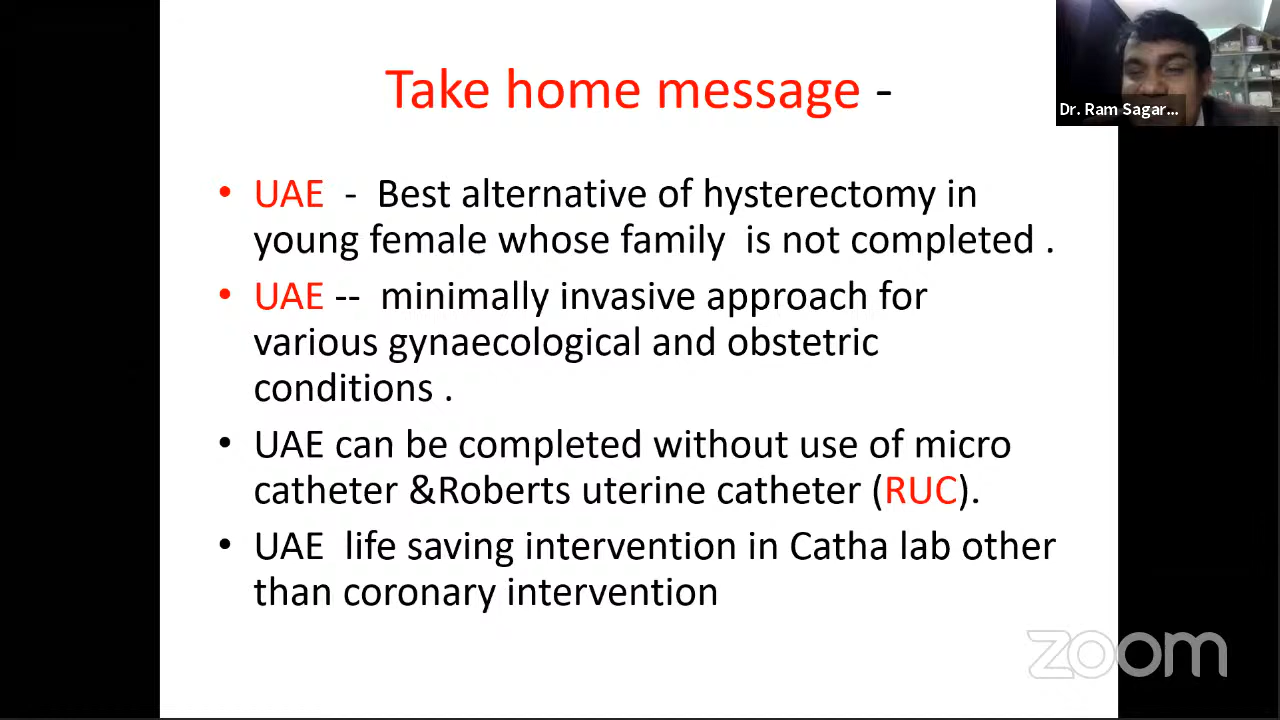 Take home message -
Dr. Ram Sagar...
• UAE - Best alternative of hysterectomy in
young female whose family is not completed .
• UAE -- minimally invasive approach for
various gynaecological and obstetric
conditions .
• UAE can be completed without use of micro
catheter &Roberts uterine catheter (RUC).
• UAE life saving intervention in Catha lab other
than coronary intervention
zoom